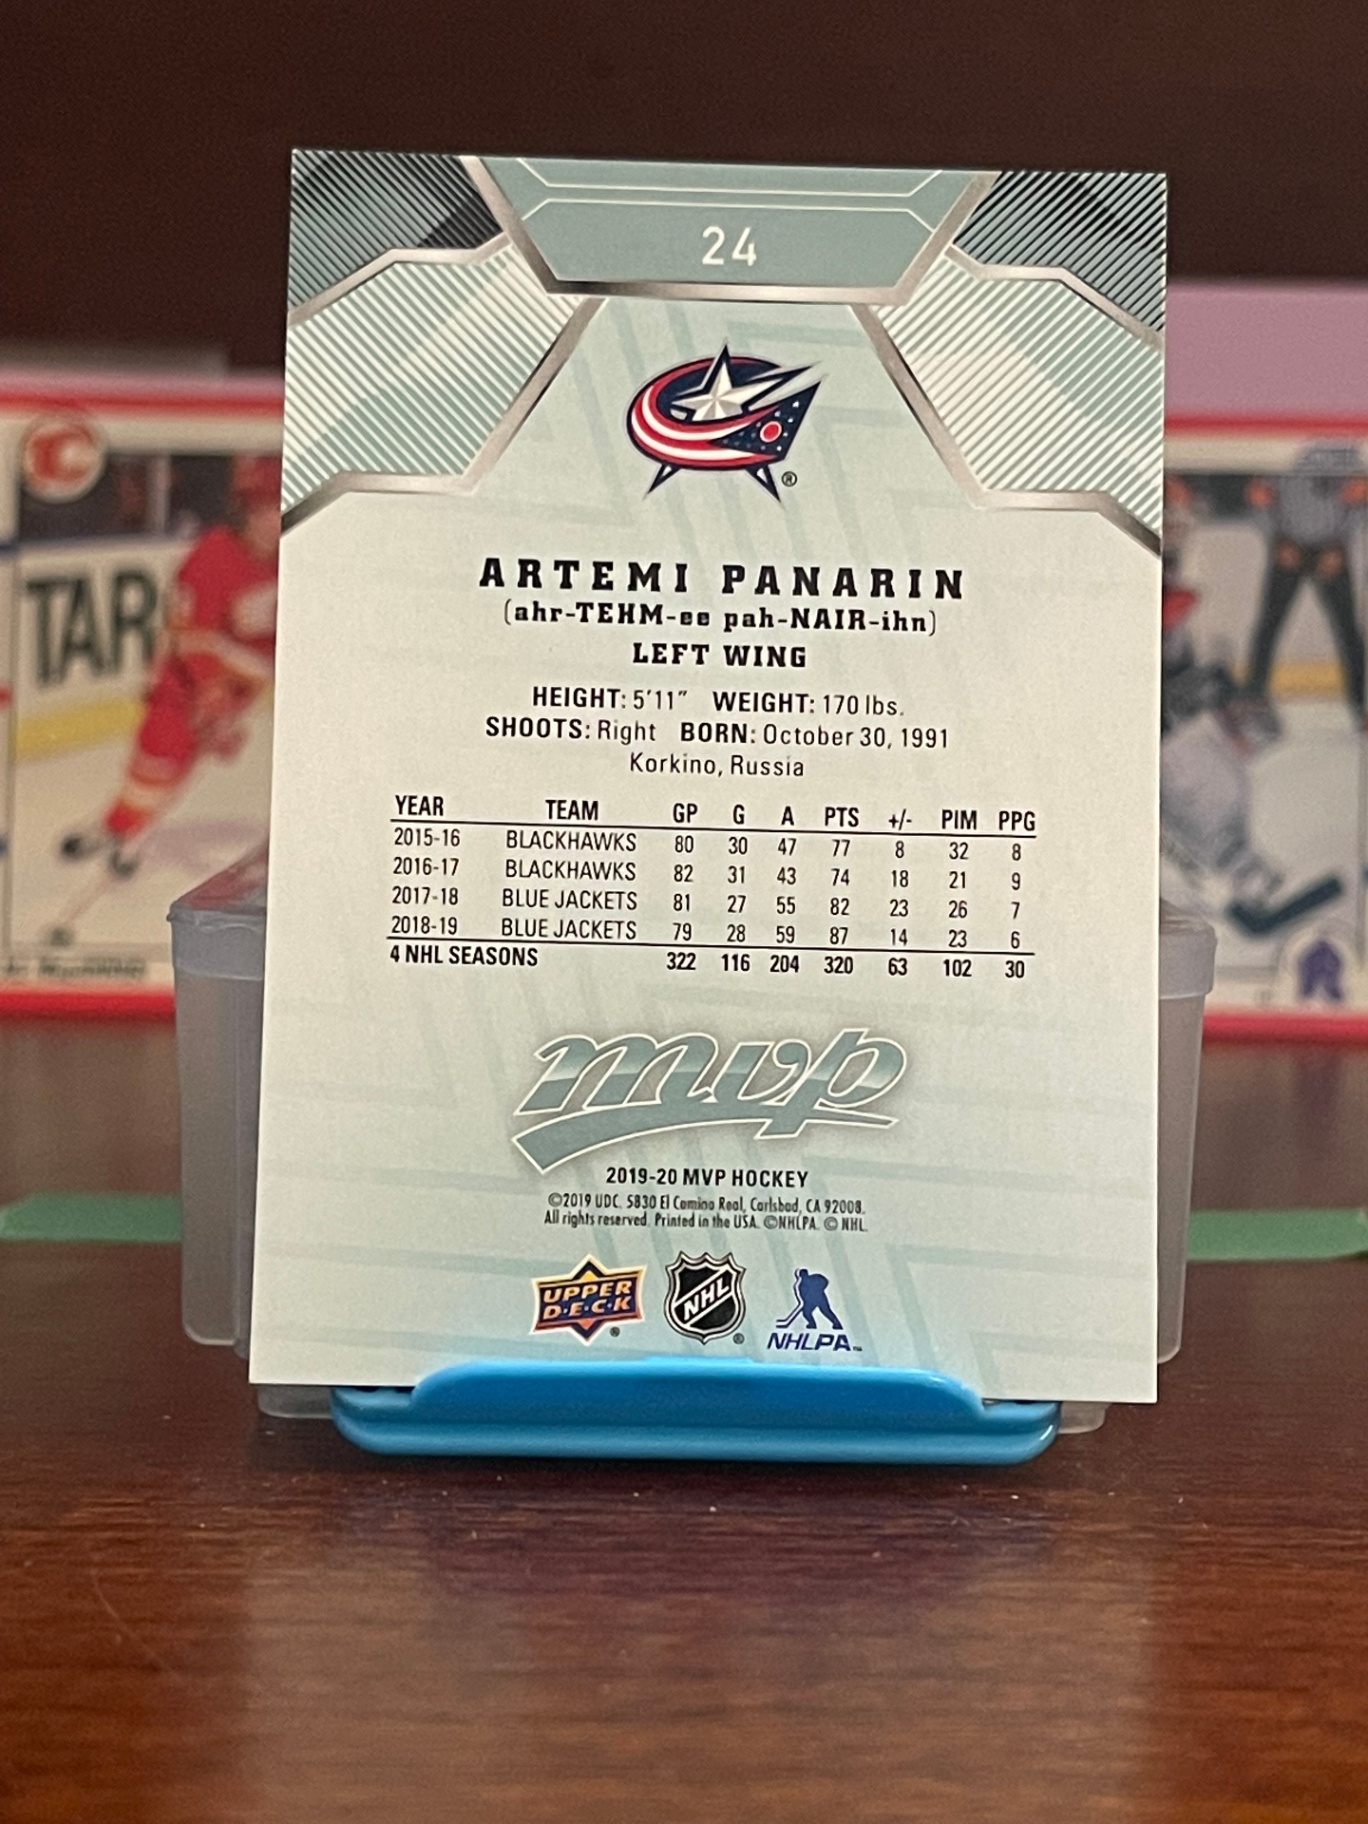 24
®
ARTEMI PANARIN
(ahr-TEHM-ee pah-NAIR-ihn)
LEFT WING
HEIGHT: 5'11" WEIGHT: 170 lbs.
SHOOTS: Right BORN: October 30, 1991
Korkino, Russia
YEAR TEAM GP G A PTS +/- PIM PPG
2015-16 BLACKHAWKS 80 30 47 77 8 32 8
2016-17 BLACKHAWKS 82 31 43 74 18 21 9
2017-18 BLUE JACKETS 81 27 55 82 23 26 7
2018-19 BLUE JACKETS 79 28 59 87 14 23 6
4 NHL SEASONS 322 116 204 320 63 102 30
mvp
2019-20 MVP HOCKEY
©2019 UDC. 5830 El Camino Real, Carlsbad, CA 92008.
All rights reserved. Printed in the USA. ©NHLPA. © NHL.
UPPER D·E·C·K ® NHL ® NHLPA™
TAR